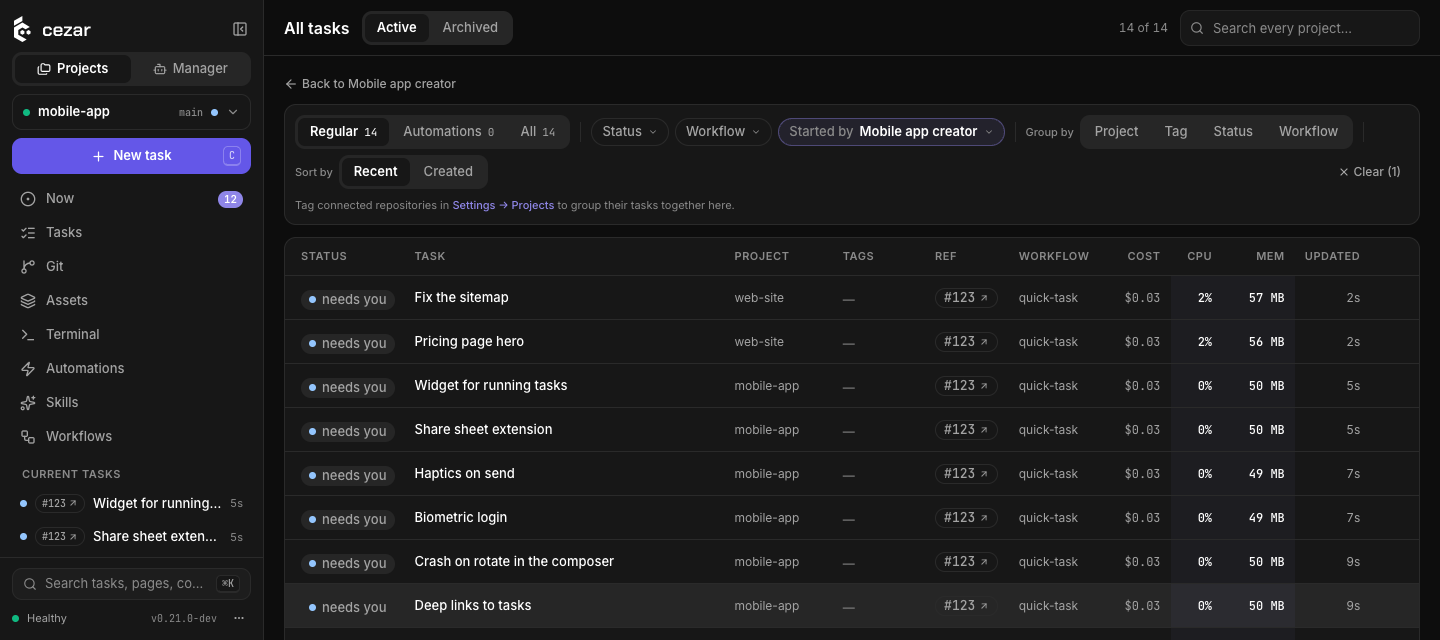 cezar
Projects
Manager
mobile-app
main
New task
C
Now
12
Tasks
Git
Assets
Terminal
Automations
Skills
Workflows
CURRENT TASKS
#123 ↗ Widget for running... 5s
#123 ↗ Share sheet exten... 5s
Search tasks, pages, co... ⌘K
Healthy v0.21.0-dev ···
All tasks Active Archived 14 of 14 Search every project...
← Back to Mobile app creator
Regular 14 Automations 0 All 14 Status Workflow Started by Mobile app creator Group by Project Tag Status Workflow
Sort by Recent Created × Clear (1)
Tag connected repositories in Settings → Projects to group their tasks together here.
STATUS TASK PROJECT TAGS REF WORKFLOW COST CPU MEM UPDATED
needs you Fix the sitemap web-site — #123 ↗ quick-task $0.03 2% 57 MB 2s
needs you Pricing page hero web-site — #123 ↗ quick-task $0.03 2% 56 MB 2s
needs you Widget for running tasks mobile-app — #123 ↗ quick-task $0.03 0% 50 MB 5s
needs you Share sheet extension mobile-app — #123 ↗ quick-task $0.03 0% 50 MB 5s
needs you Haptics on send mobile-app — #123 ↗ quick-task $0.03 0% 49 MB 7s
needs you Biometric login mobile-app — #123 ↗ quick-task $0.03 0% 49 MB 7s
needs you Crash on rotate in the composer mobile-app — #123 ↗ quick-task $0.03 0% 50 MB 9s
needs you Deep links to tasks mobile-app — #123 ↗ quick-task $0.03 0% 50 MB 9s